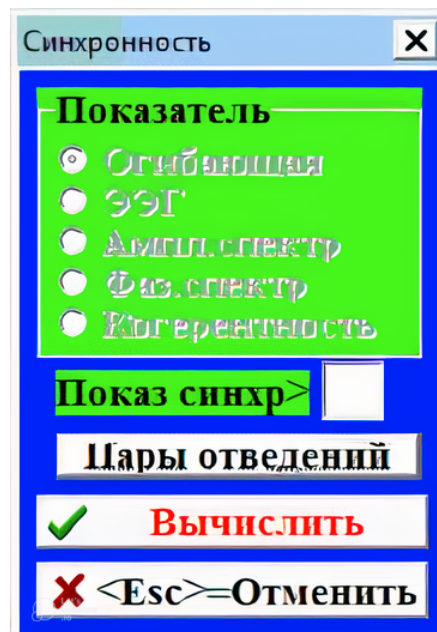 Синхронность
Показатель
Огибающая
ЭЭГ
Ампл.спектр
Фаз.спектр
Когерентность
Показ синхр>
Пары отведений
Вычислить
<Esc>=Отменить